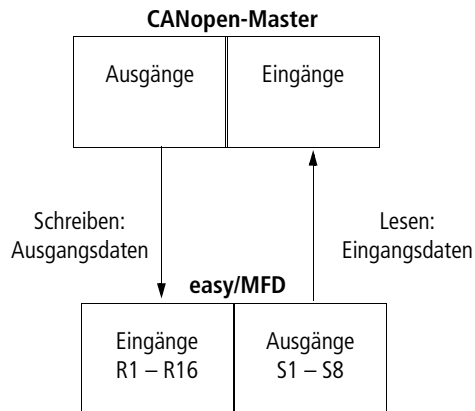 CANopen-Master
Ausgänge
Eingänge
Schreiben:
Ausgangsdaten
Lesen:
Eingangsdaten
easy/MFD
Eingänge
R1 – R16
Ausgänge
S1 – S8